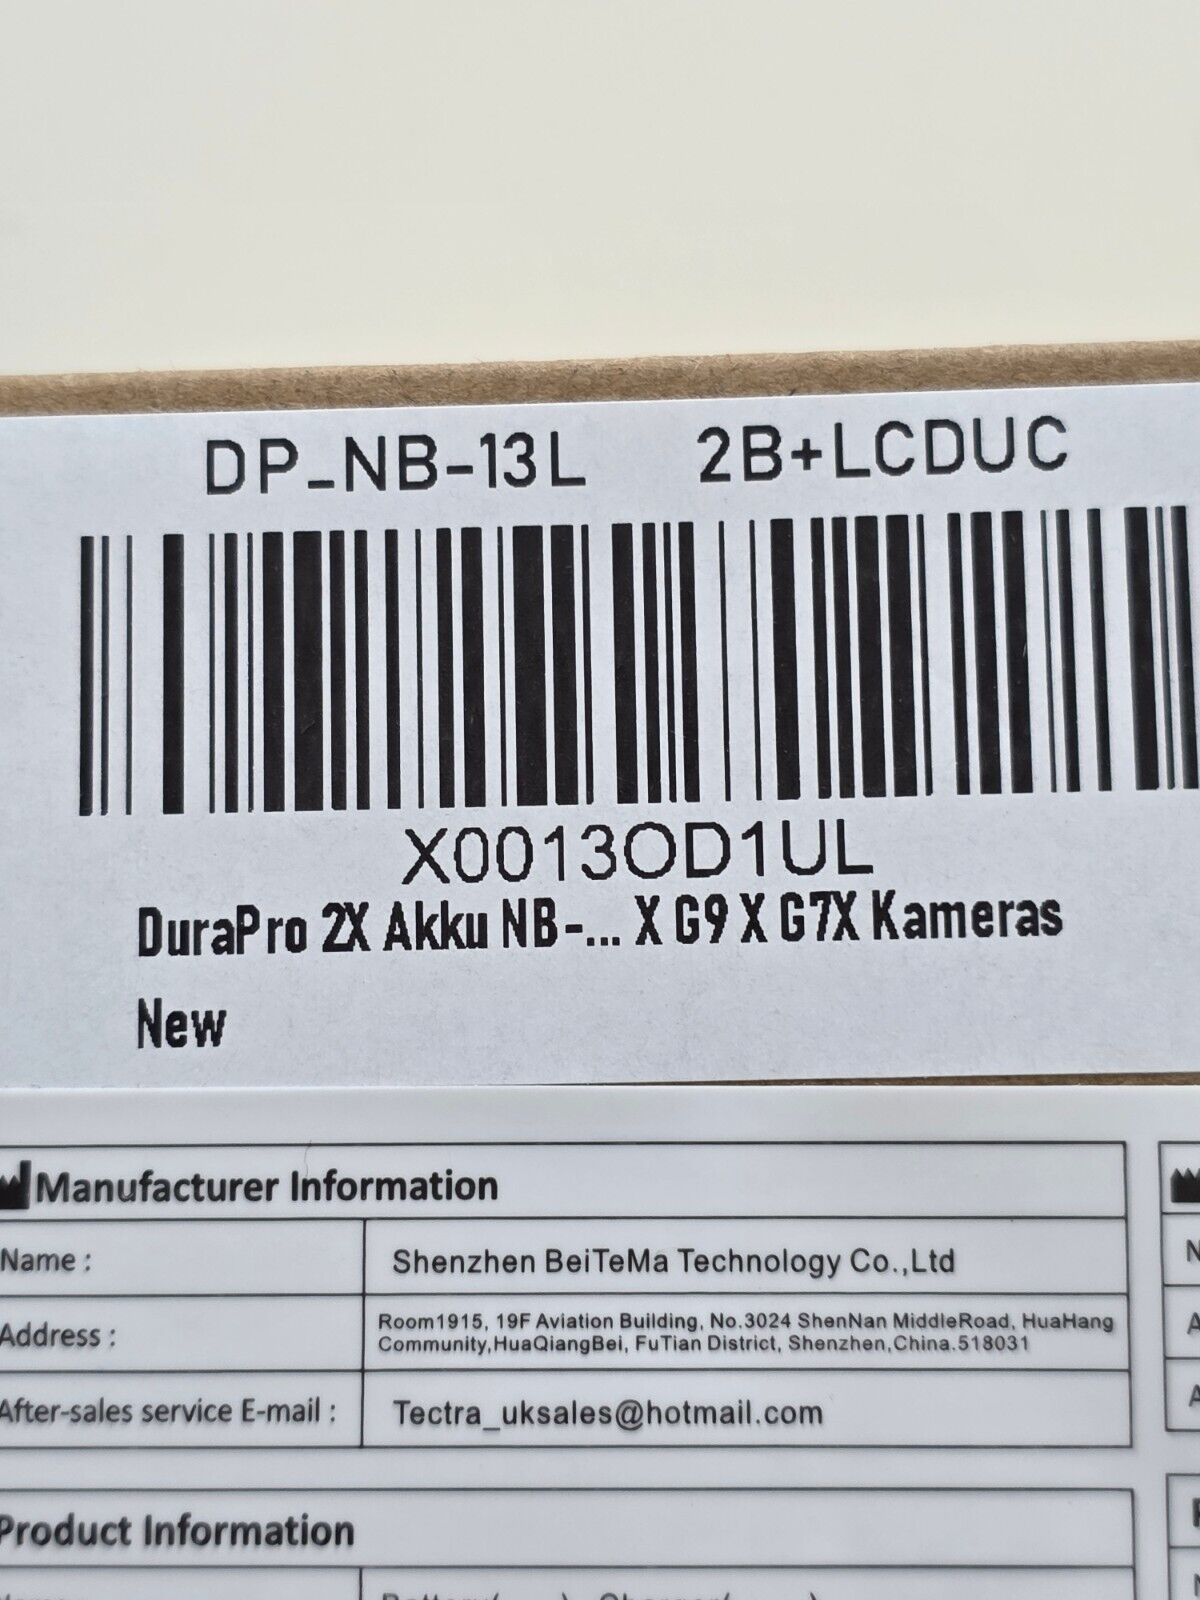 DP_NB-13L 2B+LCDUC
X0013OD1UL
DuraPro 2X Akku NB-... X G9 X G7X Kameras
New
Manufacturer Information
Name :
Shenzhen BeiTeMa Technology Co.,Ltd
Address :
Room1915, 19F Aviation Building, No.3024 ShenNan MiddleRoad, HuaHang
Community,HuaQiangBei, FuTian District, Shenzhen,China.518031
After-sales service E-mail :
Tectra_uksales@hotmail.com
Product Information